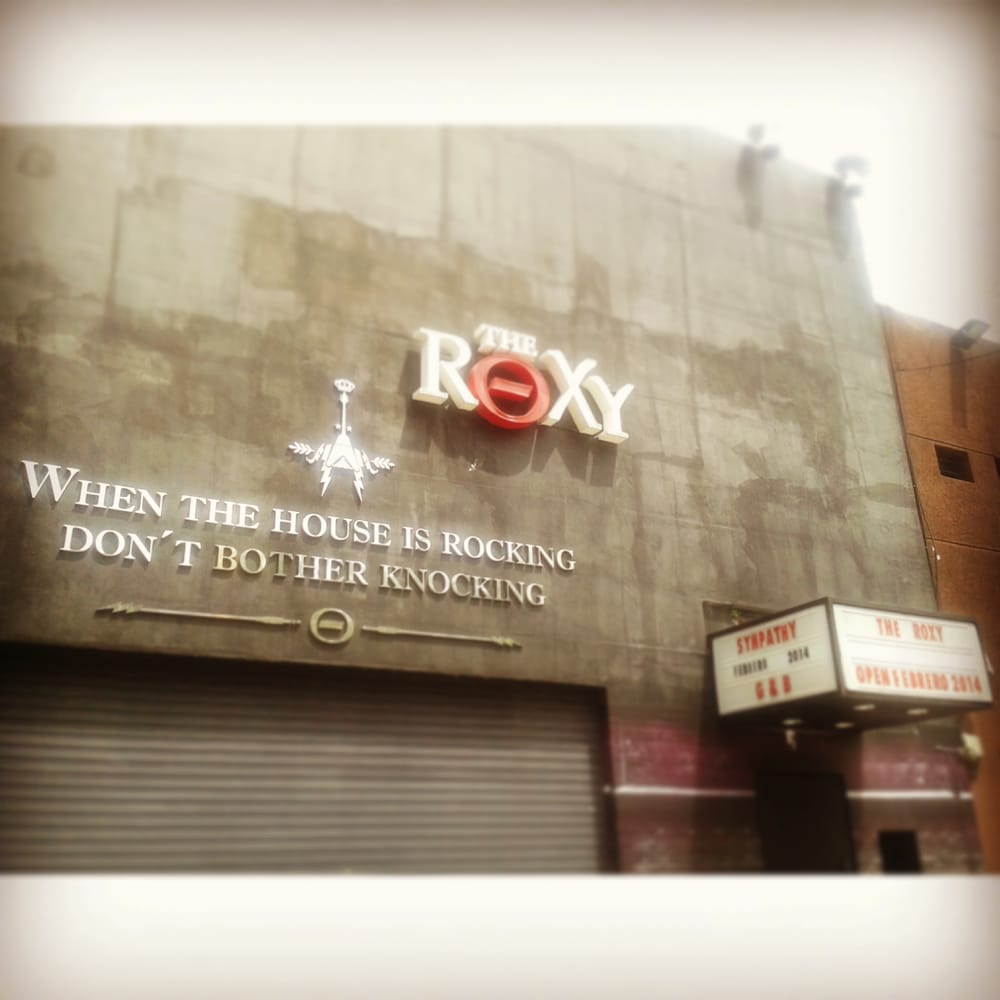 THE
ROXY
WHEN THE HOUSE IS ROCKING
DON´T BOTHER KNOCKING
SYMPATHY
FEBRERO 2014
G & B
THE ROXY
OPEN FEBRERO 2014